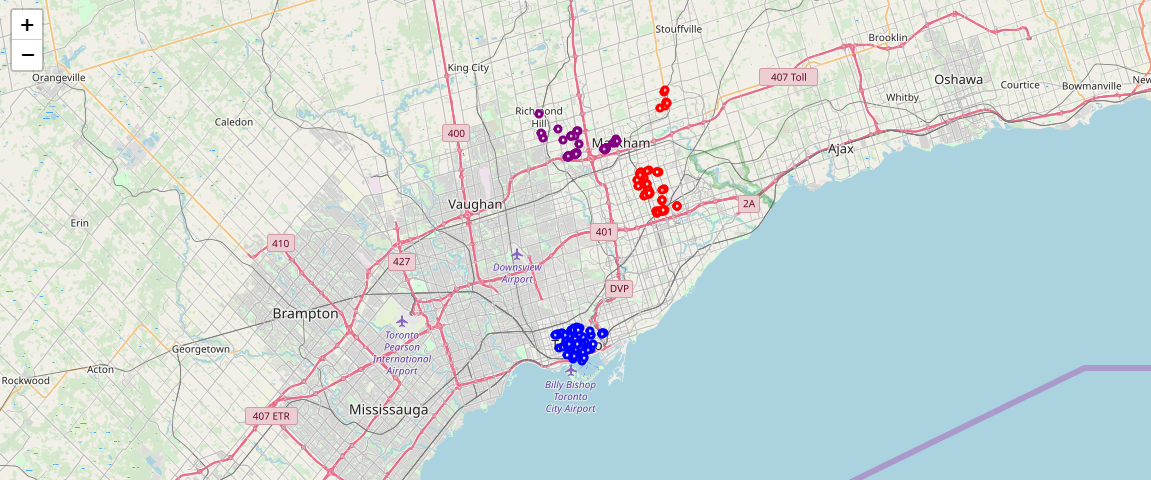 +
−
Stouffville
Brooklin
King City
407 Toll
Orangeville
Oshawa
Courtice
Bowmanville
Whitby
Richmond
Hill
Caledon
400
Markham
Ajax
Vaughan
2A
Erin
401
410
427
Downsview
Airport
DVP
Brampton
Toronto
Pearson
International
Airport
Georgetown
Acton
Rockwood
Billy Bishop
Toronto
City Airport
Mississauga
407 ETR